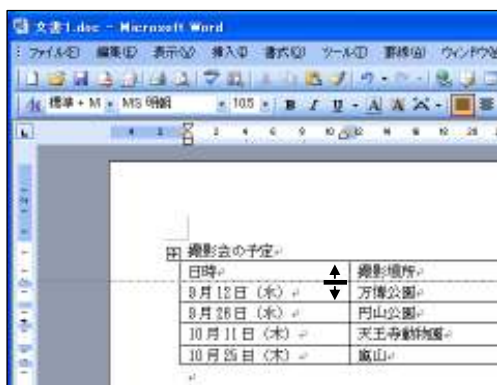 文書1.doc - Microsoft Word
ファイル(F) 編集(E) 表示(V) 挿入(I) 書式(O) ツール(T) 罫線(A) ウィンドウ
標準 + M MS 明朝 10.5 B I U A A
撮影会の予定
日時 撮影場所
9月12日(水) 万博公園
9月26日(水) 円山公園
10月11日(木) 天王寺動物園
10月25日(木) 嵐山